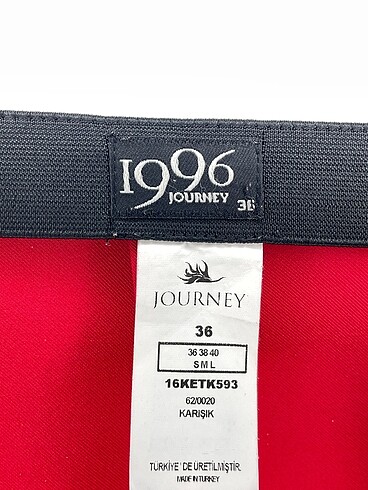 1996
JOURNEY
36
JOURNEY
36
36 38 40
S M L
16KETK593
62/0020
KARIŞIK
TÜRKİYE'DE ÜRETİLMİŞTİR
MADE IN TURKEY